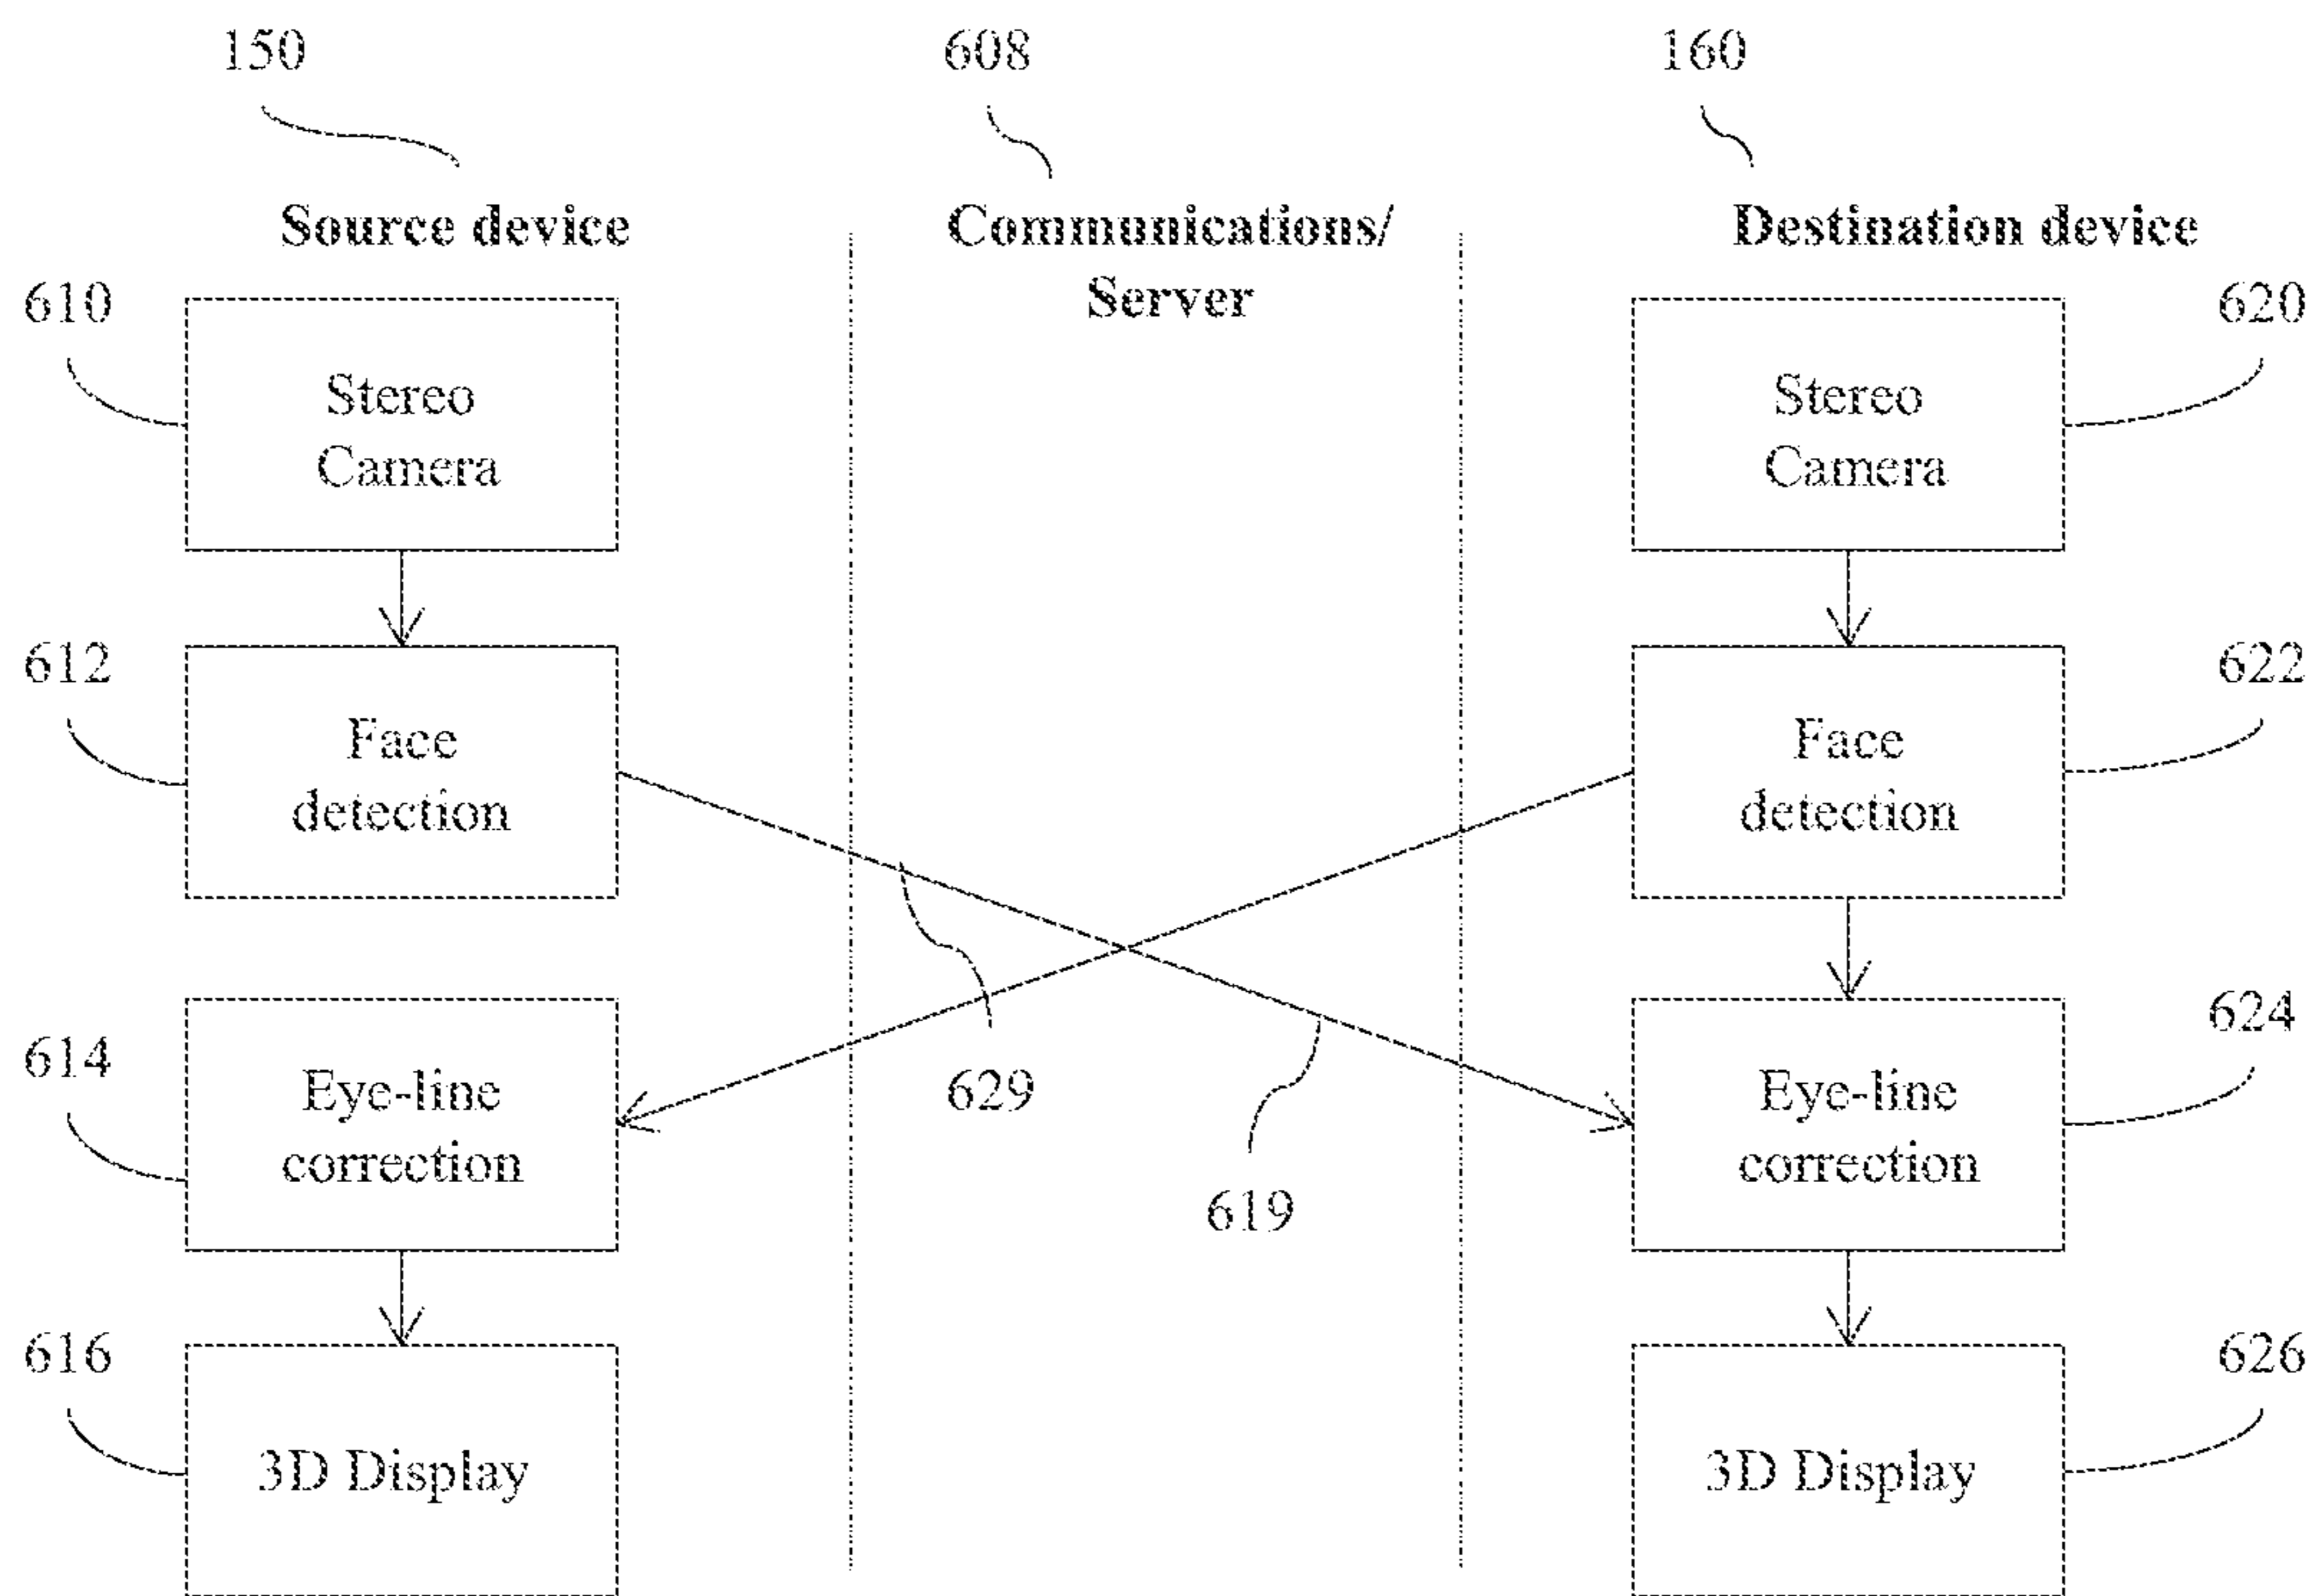 150
608
160
Source device
Communications/
Server
Destination device
610
Stereo
Camera
Stereo
Camera
620
612
Face
detection
Face
detection
622
614
Eye-line
correction
629
619
Eye-line
correction
624
616
3D Display
3D Display
626